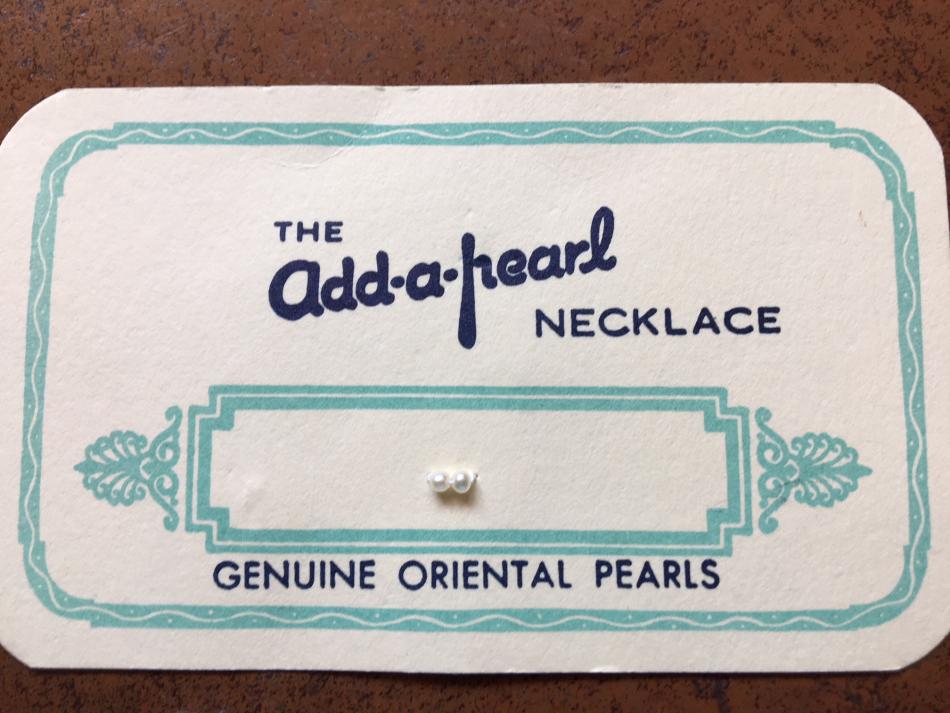 THE
add-a-pearl
NECKLACE
GENUINE ORIENTAL PEARLS